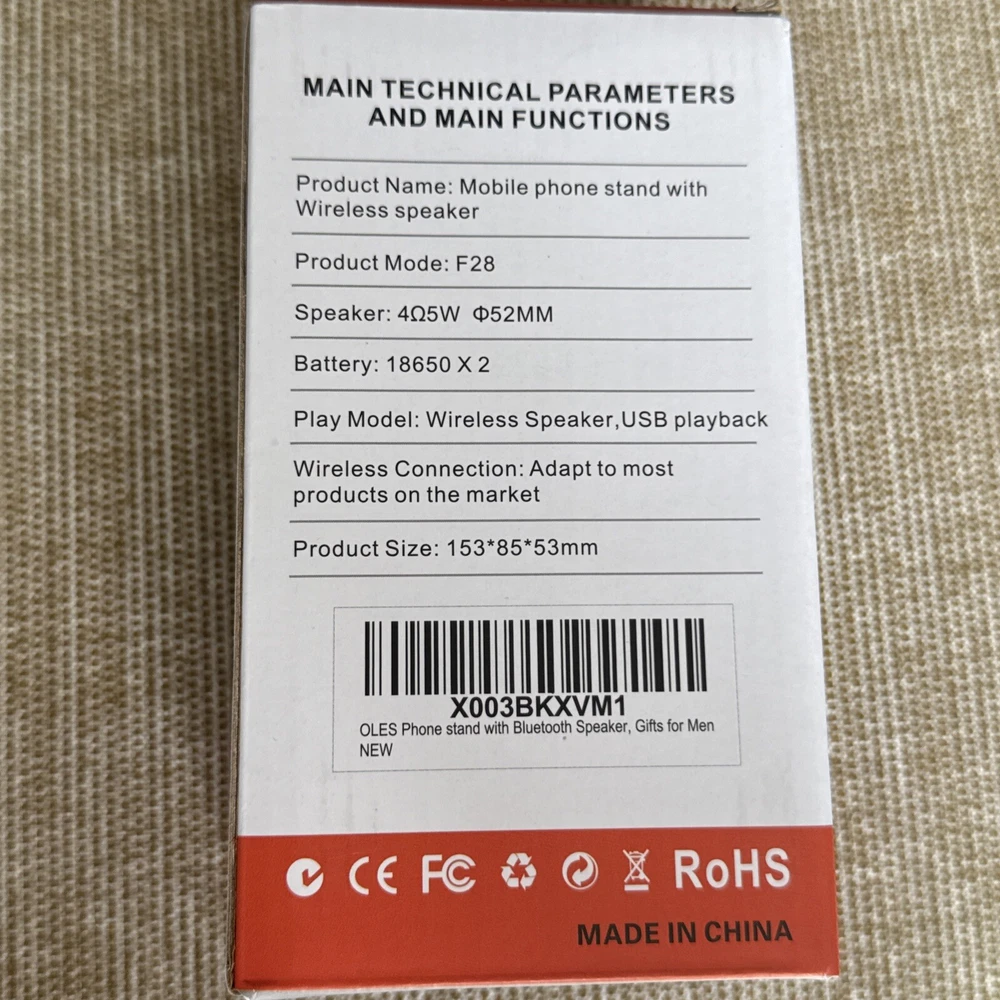 MAIN TECHNICAL PARAMETERS
AND MAIN FUNCTIONS
Product Name: Mobile phone stand with
Wireless speaker
Product Mode: F28
Speaker: 4Ω5W Φ52MM
Battery: 18650 X 2
Play Model: Wireless Speaker,USB playback
Wireless Connection: Adapt to most
products on the market
Product Size: 153*85*53mm
X003BKXVM1
OLES Phone stand with Bluetooth Speaker, Gifts for Men
NEW
CE FC RoHS
MADE IN CHINA